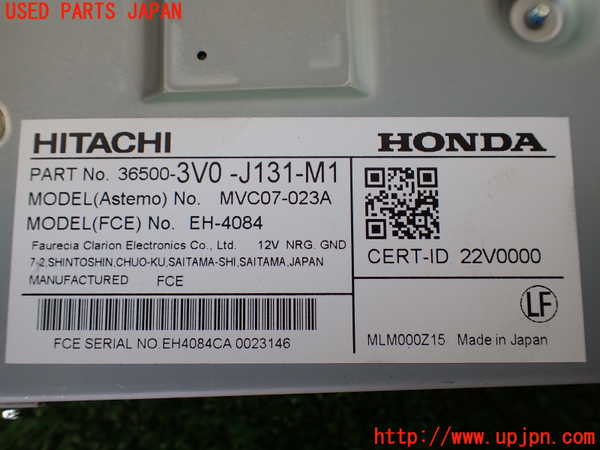 USED PARTS JAPAN
HITACHI HONDA
PART No. 36500-3V0 -J131-M1
MODEL(Astemo) No. MVC07-023A
MODEL(FCE) No. EH-4084
Faurecia Clarion Electronics Co., Ltd. 12V NRG. GND
7-2,SHINTOSHIN,CHUO-KU,SAITAMA-SHI,SAITAMA,JAPAN
MANUFACTURED FCE
CERT-ID 22V0000
LF
FCE SERIAL NO.EH4084CA 0023146
MLM000Z15 Made in Japan
http://www.upjpn.com